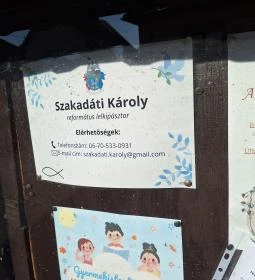 Szakadáti Károly
református lelkipásztor
Elérhetőségek:
Telefonszám: 06-70-533-0931
E-mail cím: szakadati.karoly@gmail.com